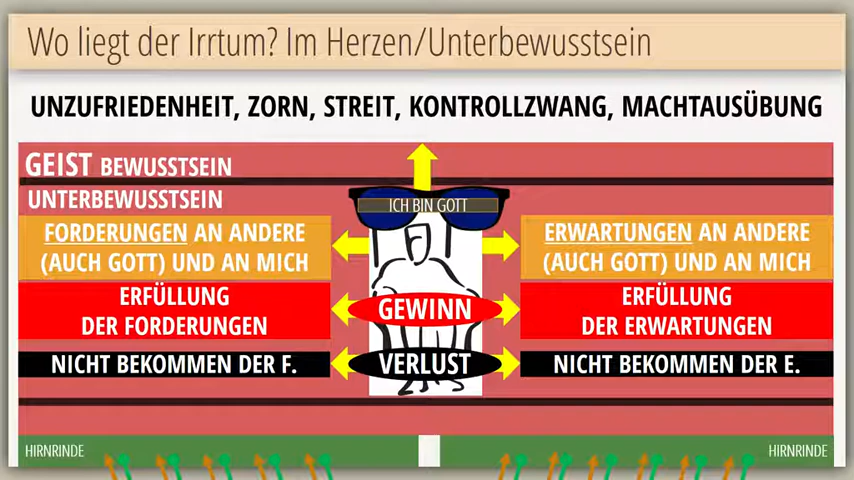 Wo liegt der Irrtum? Im Herzen/Unterbewusstsein
UNZUFRIEDENHEIT, ZORN, STREIT, KONTROLLZWANG, MACHTAUSÜBUNG
GEIST BEWUSSTSEIN
UNTERBEWUSSTSEIN
ICH BIN GOTT
FORDERUNGEN AN ANDERE
(AUCH GOTT) UND AN MICH
ERWARTUNGEN AN ANDERE
(AUCH GOTT) UND AN MICH
ERFÜLLUNG
DER FORDERUNGEN
GEWINN
ERFÜLLUNG
DER ERWARTUNGEN
NICHT BEKOMMEN DER F.
VERLUST
NICHT BEKOMMEN DER E.
HIRNRINDE
HIRNRINDE